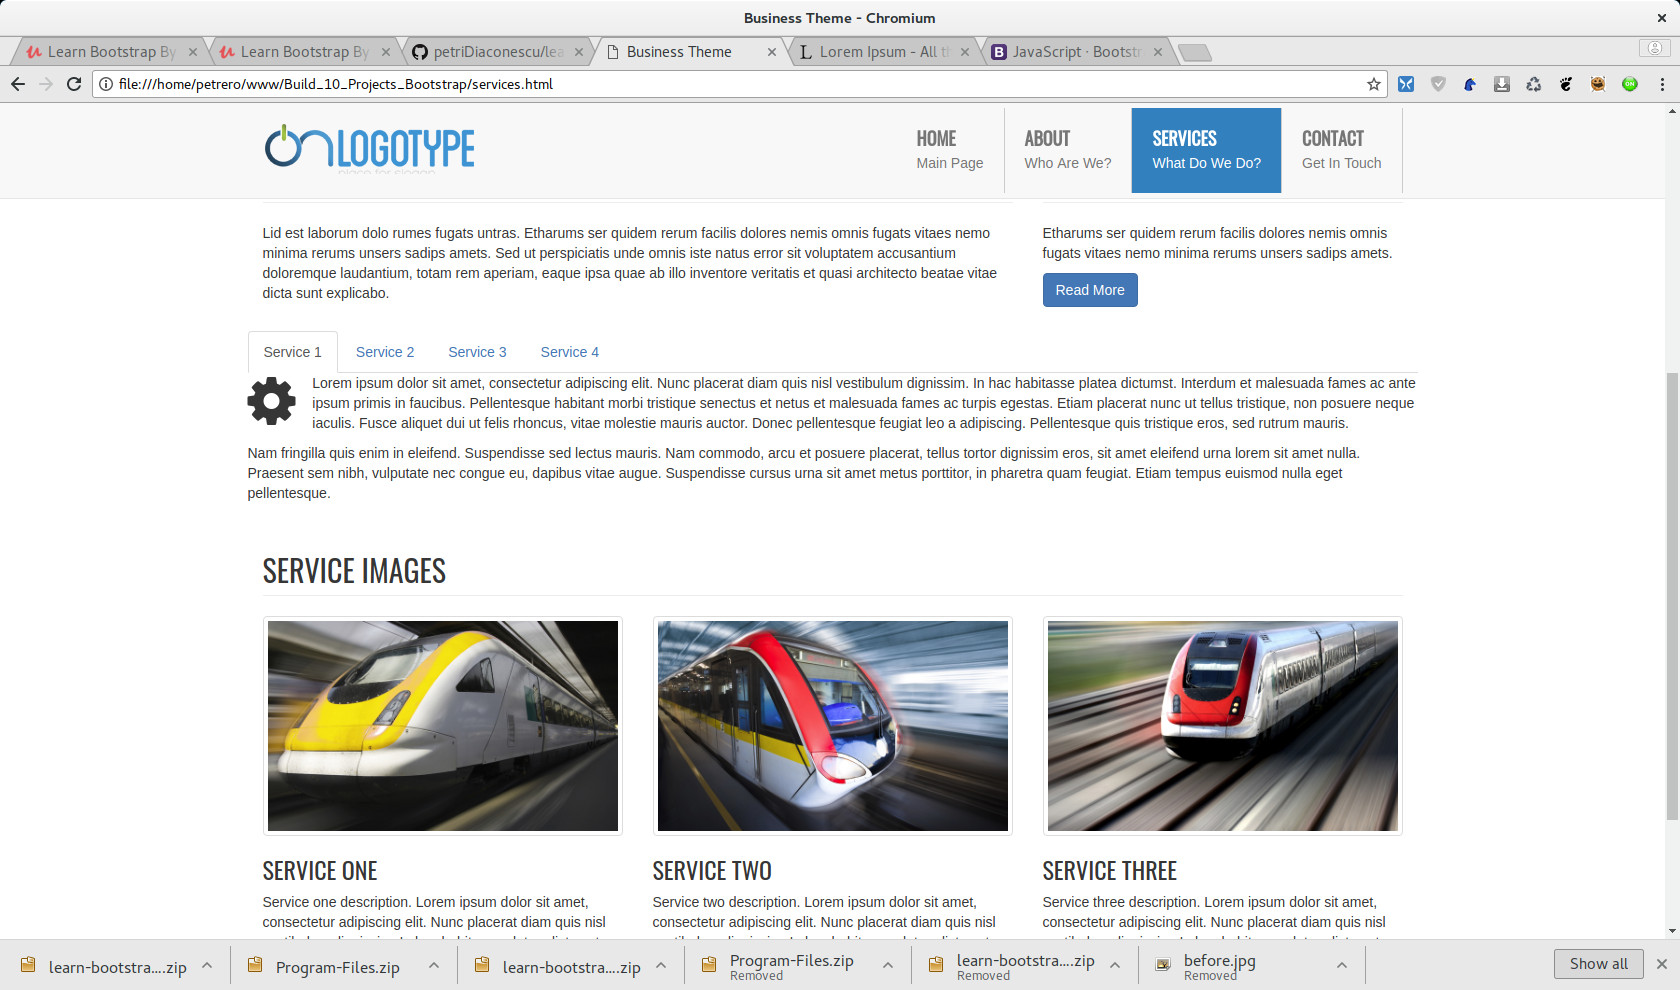 Business Theme - Chromium
Learn Bootstrap By
Learn Bootstrap By
petriDiaconescu/lea
Business Theme
Lorem Ipsum - All t
JavaScript · Bootstr
file:///home/petrero/www/Build_10_Projects_Bootstrap/services.html
LOGOTYPE
HOME
Main Page
ABOUT
Who Are We?
SERVICES
What Do We Do?
CONTACT
Get In Touch
Lid est laborum dolo rumes fugats untras. Etharums ser quidem rerum facilis dolores nemis omnis fugats vitaes nemo
minima rerums unsers sadips amets. Sed ut perspiciatis unde omnis iste natus error sit voluptatem accusantium
doloremque laudantium, totam rem aperiam, eaque ipsa quae ab illo inventore veritatis et quasi architecto beatae vitae
dicta sunt explicabo.
Etharums ser quidem rerum facilis dolores nemis omnis
fugats vitaes nemo minima rerums unsers sadips amets.
Read More
Service 1
Service 2
Service 3
Service 4
Lorem ipsum dolor sit amet, consectetur adipiscing elit. Nunc placerat diam quis nisl vestibulum dignissim. In hac habitasse platea dictumst. Interdum et malesuada fames ac ante
ipsum primis in faucibus. Pellentesque habitant morbi tristique senectus et netus et malesuada fames ac turpis egestas. Etiam placerat nunc ut tellus tristique, non posuere neque
iaculis. Fusce aliquet dui ut felis rhoncus, vitae molestie mauris auctor. Donec pellentesque feugiat leo a adipiscing. Pellentesque quis tristique eros, sed rutrum mauris.
Nam fringilla quis enim in eleifend. Suspendisse sed lectus mauris. Nam commodo, arcu et posuere placerat, tellus tortor dignissim eros, sit amet eleifend urna lorem sit amet nulla.
Praesent sem nibh, vulputate nec congue eu, dapibus vitae augue. Suspendisse cursus urna sit amet metus porttitor, in pharetra quam feugiat. Etiam tempus euismod nulla eget
pellentesque.
SERVICE IMAGES
SERVICE ONE
Service one description. Lorem ipsum dolor sit amet,
consectetur adipiscing elit. Nunc placerat diam quis nisl
SERVICE TWO
Service two description. Lorem ipsum dolor sit amet,
consectetur adipiscing elit. Nunc placerat diam quis nisl
SERVICE THREE
Service three description. Lorem ipsum dolor sit amet,
consectetur adipiscing elit. Nunc placerat diam quis nisl
learn-bootstra....zip
Program-Files.zip
learn-bootstra....zip
Program-Files.zip
Removed
learn-bootstra....zip
Removed
before.jpg
Removed
Show all